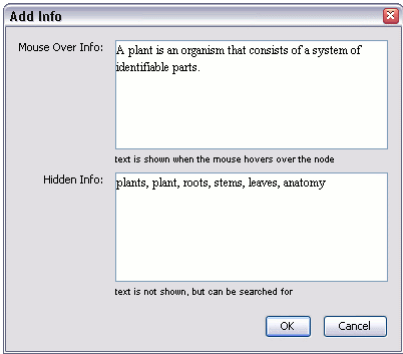 Add Info
Mouse Over Info:
A plant is an organism that consists of a system of
identifiable parts.
text is shown when the mouse hovers over the node
Hidden Info:
plants, plant, roots, stems, leaves, anatomy
text is not shown, but can be searched for
OK
Cancel